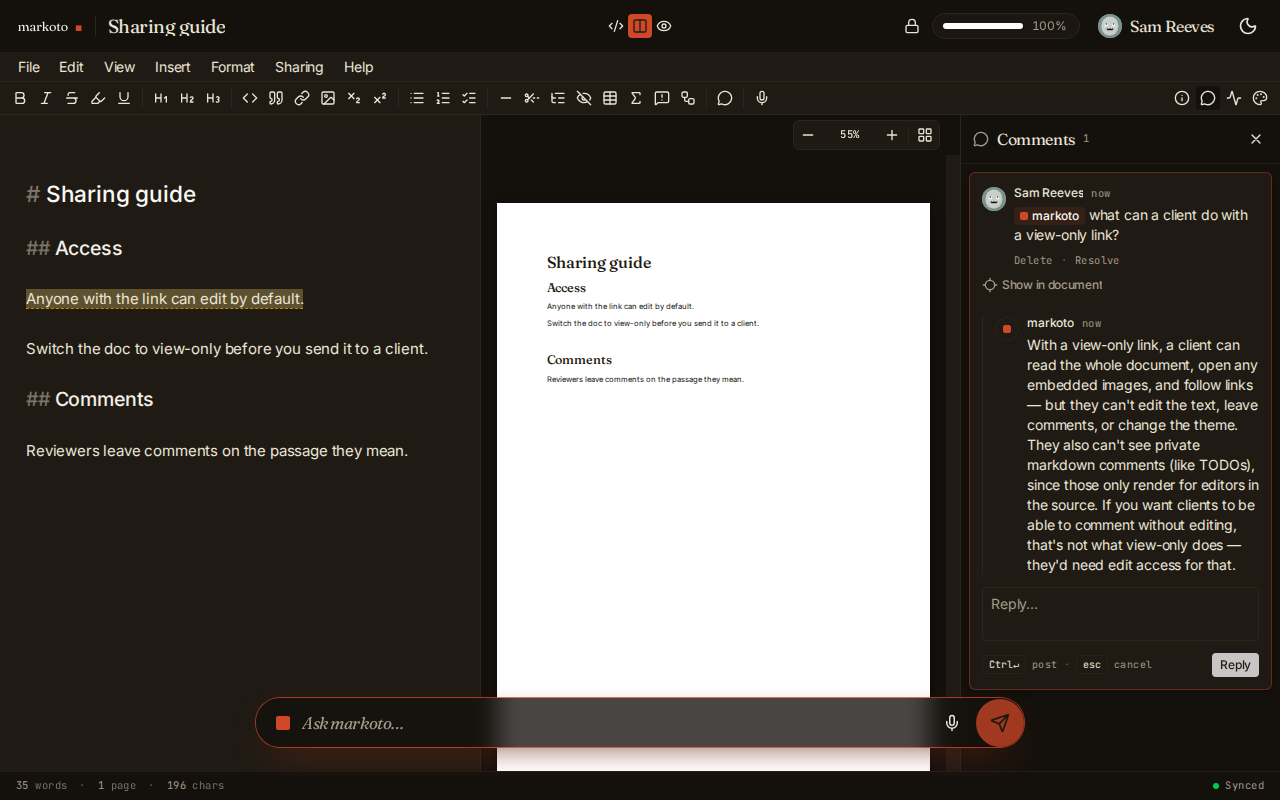 markoto
Sharing guide
100%
Sam Reeves
File Edit View Insert Format Sharing Help
H1 H2 H3
55%
Comments 1
# Sharing guide
## Access
Anyone with the link can edit by default.
Switch the doc to view-only before you send it to a client.
## Comments
Reviewers leave comments on the passage they mean.
Sharing guide
Access
Anyone with the link can edit by default.
Switch the doc to view-only before you send it to a client.
Comments
Reviewers leave comments on the passage they mean.
Sam Reeves now
markoto what can a client do with
a view-only link?
Delete · Resolve
Show in document
markoto now
With a view-only link, a client can
read the whole document, open any
embedded images, and follow links
— but they can't edit the text, leave
comments, or change the theme.
They also can't see private
markdown comments (like TODOs),
since those only render for editors in
the source. If you want clients to be
able to comment without editing,
that's not what view-only does —
they'd need edit access for that.
Reply...
Ctrl↵ post · esc cancel
Reply
Ask markoto...
35 words · 1 page · 196 chars
Synced